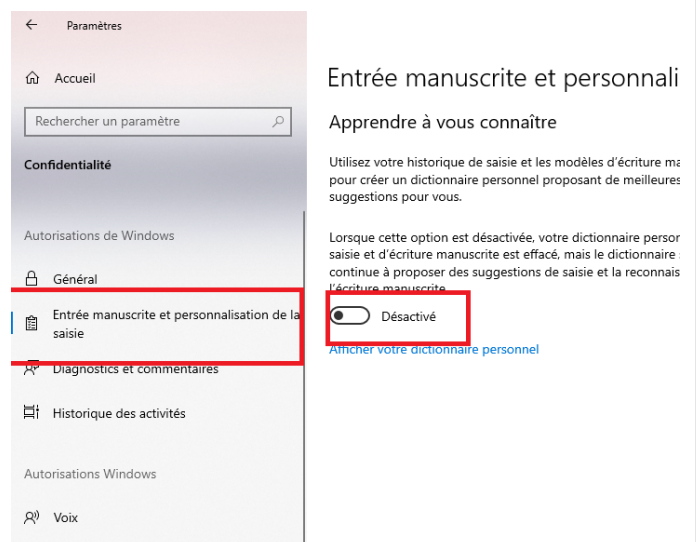 Paramètres
Accueil
Rechercher un paramètre
Confidentialité
Autorisations de Windows
Général
Entrée manuscrite et personnalisation de la
saisie
Diagnostics et commentaires
Historique des activités
Autorisations Windows
Voix
Entrée manuscrite et personnali
Apprendre à vous connaître
Utilisez votre historique de saisie et les modèles d'écriture ma
pour créer un dictionnaire personnel proposant de meilleures
suggestions pour vous.
Lorsque cette option est désactivée, votre dictionnaire person
saisie et d'écriture manuscrite est effacé, mais le dictionnaire
continue à proposer des suggestions de saisie et la reconnais
l'écriture manuscrite
Désactivé
Afficher votre dictionnaire personnel